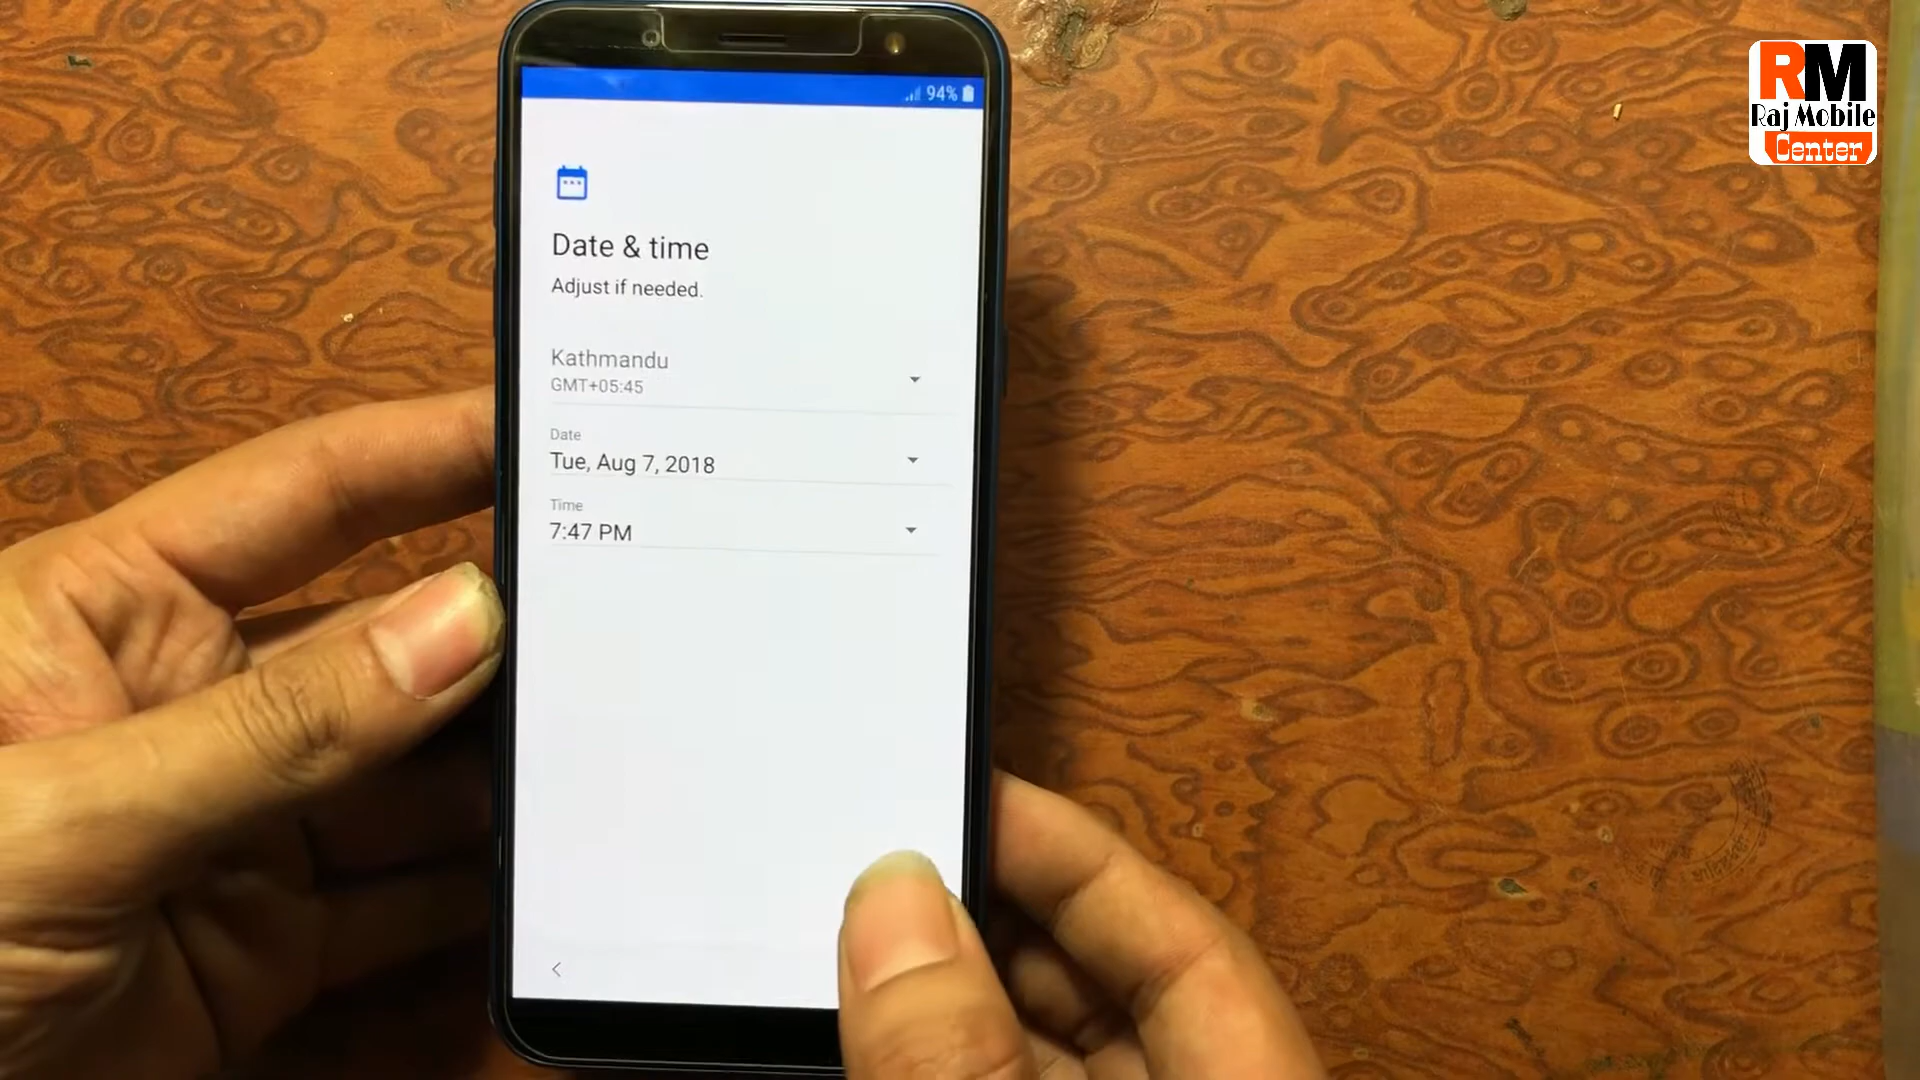 94%
Date & time
Adjust if needed.
Kathmandu
GMT+05:45
Date
Tue, Aug 7, 2018
Time
7:47 PM
RM
Raj Mobile
Center